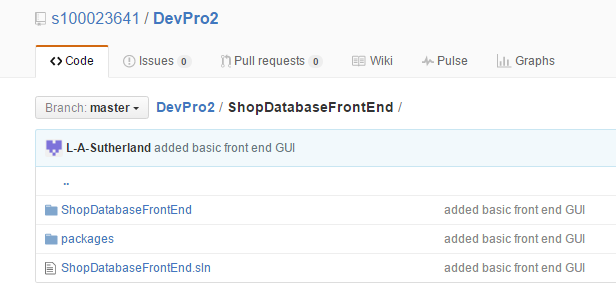 s100023641 / DevPro2
Code Issues 0 Pull requests 0 Wiki Pulse Graphs
Branch: master DevPro2 / ShopDatabaseFrontEnd /
L-A-Sutherland added basic front end GUI
..
ShopDatabaseFrontEnd added basic front end GUI
packages added basic front end GUI
ShopDatabaseFrontEnd.sln added basic front end GUI